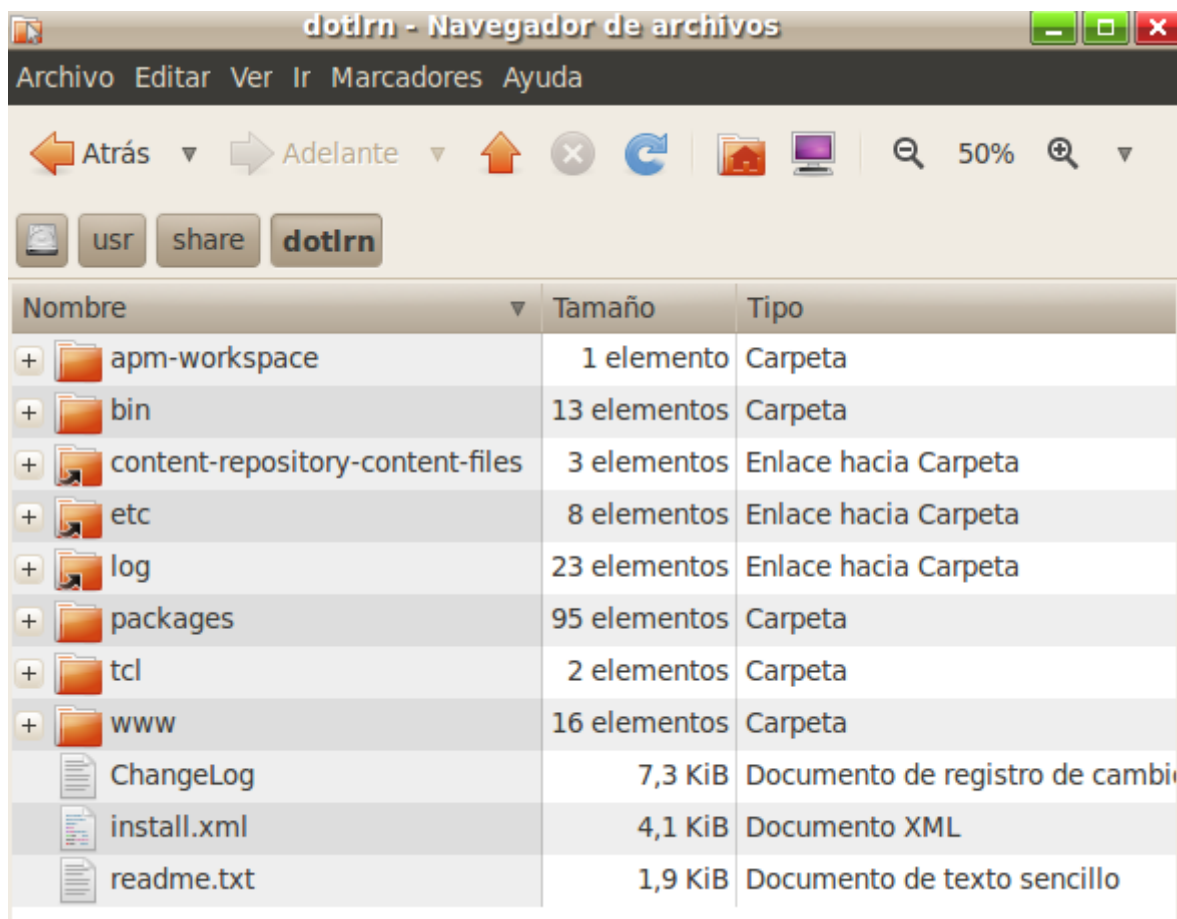 dotlrn - Navegador de archivos
Archivo Editar Ver Ir Marcadores Ayuda
Atrás Adelante 50%
usr share dotlrn
Nombre Tamaño Tipo
apm-workspace 1 elemento Carpeta
bin 13 elementos Carpeta
content-repository-content-files 3 elementos Enlace hacia Carpeta
etc 8 elementos Enlace hacia Carpeta
log 23 elementos Enlace hacia Carpeta
packages 95 elementos Carpeta
tcl 2 elementos Carpeta
www 16 elementos Carpeta
ChangeLog 7,3 KiB Documento de registro de cambi
install.xml 4,1 KiB Documento XML
readme.txt 1,9 KiB Documento de texto sencillo